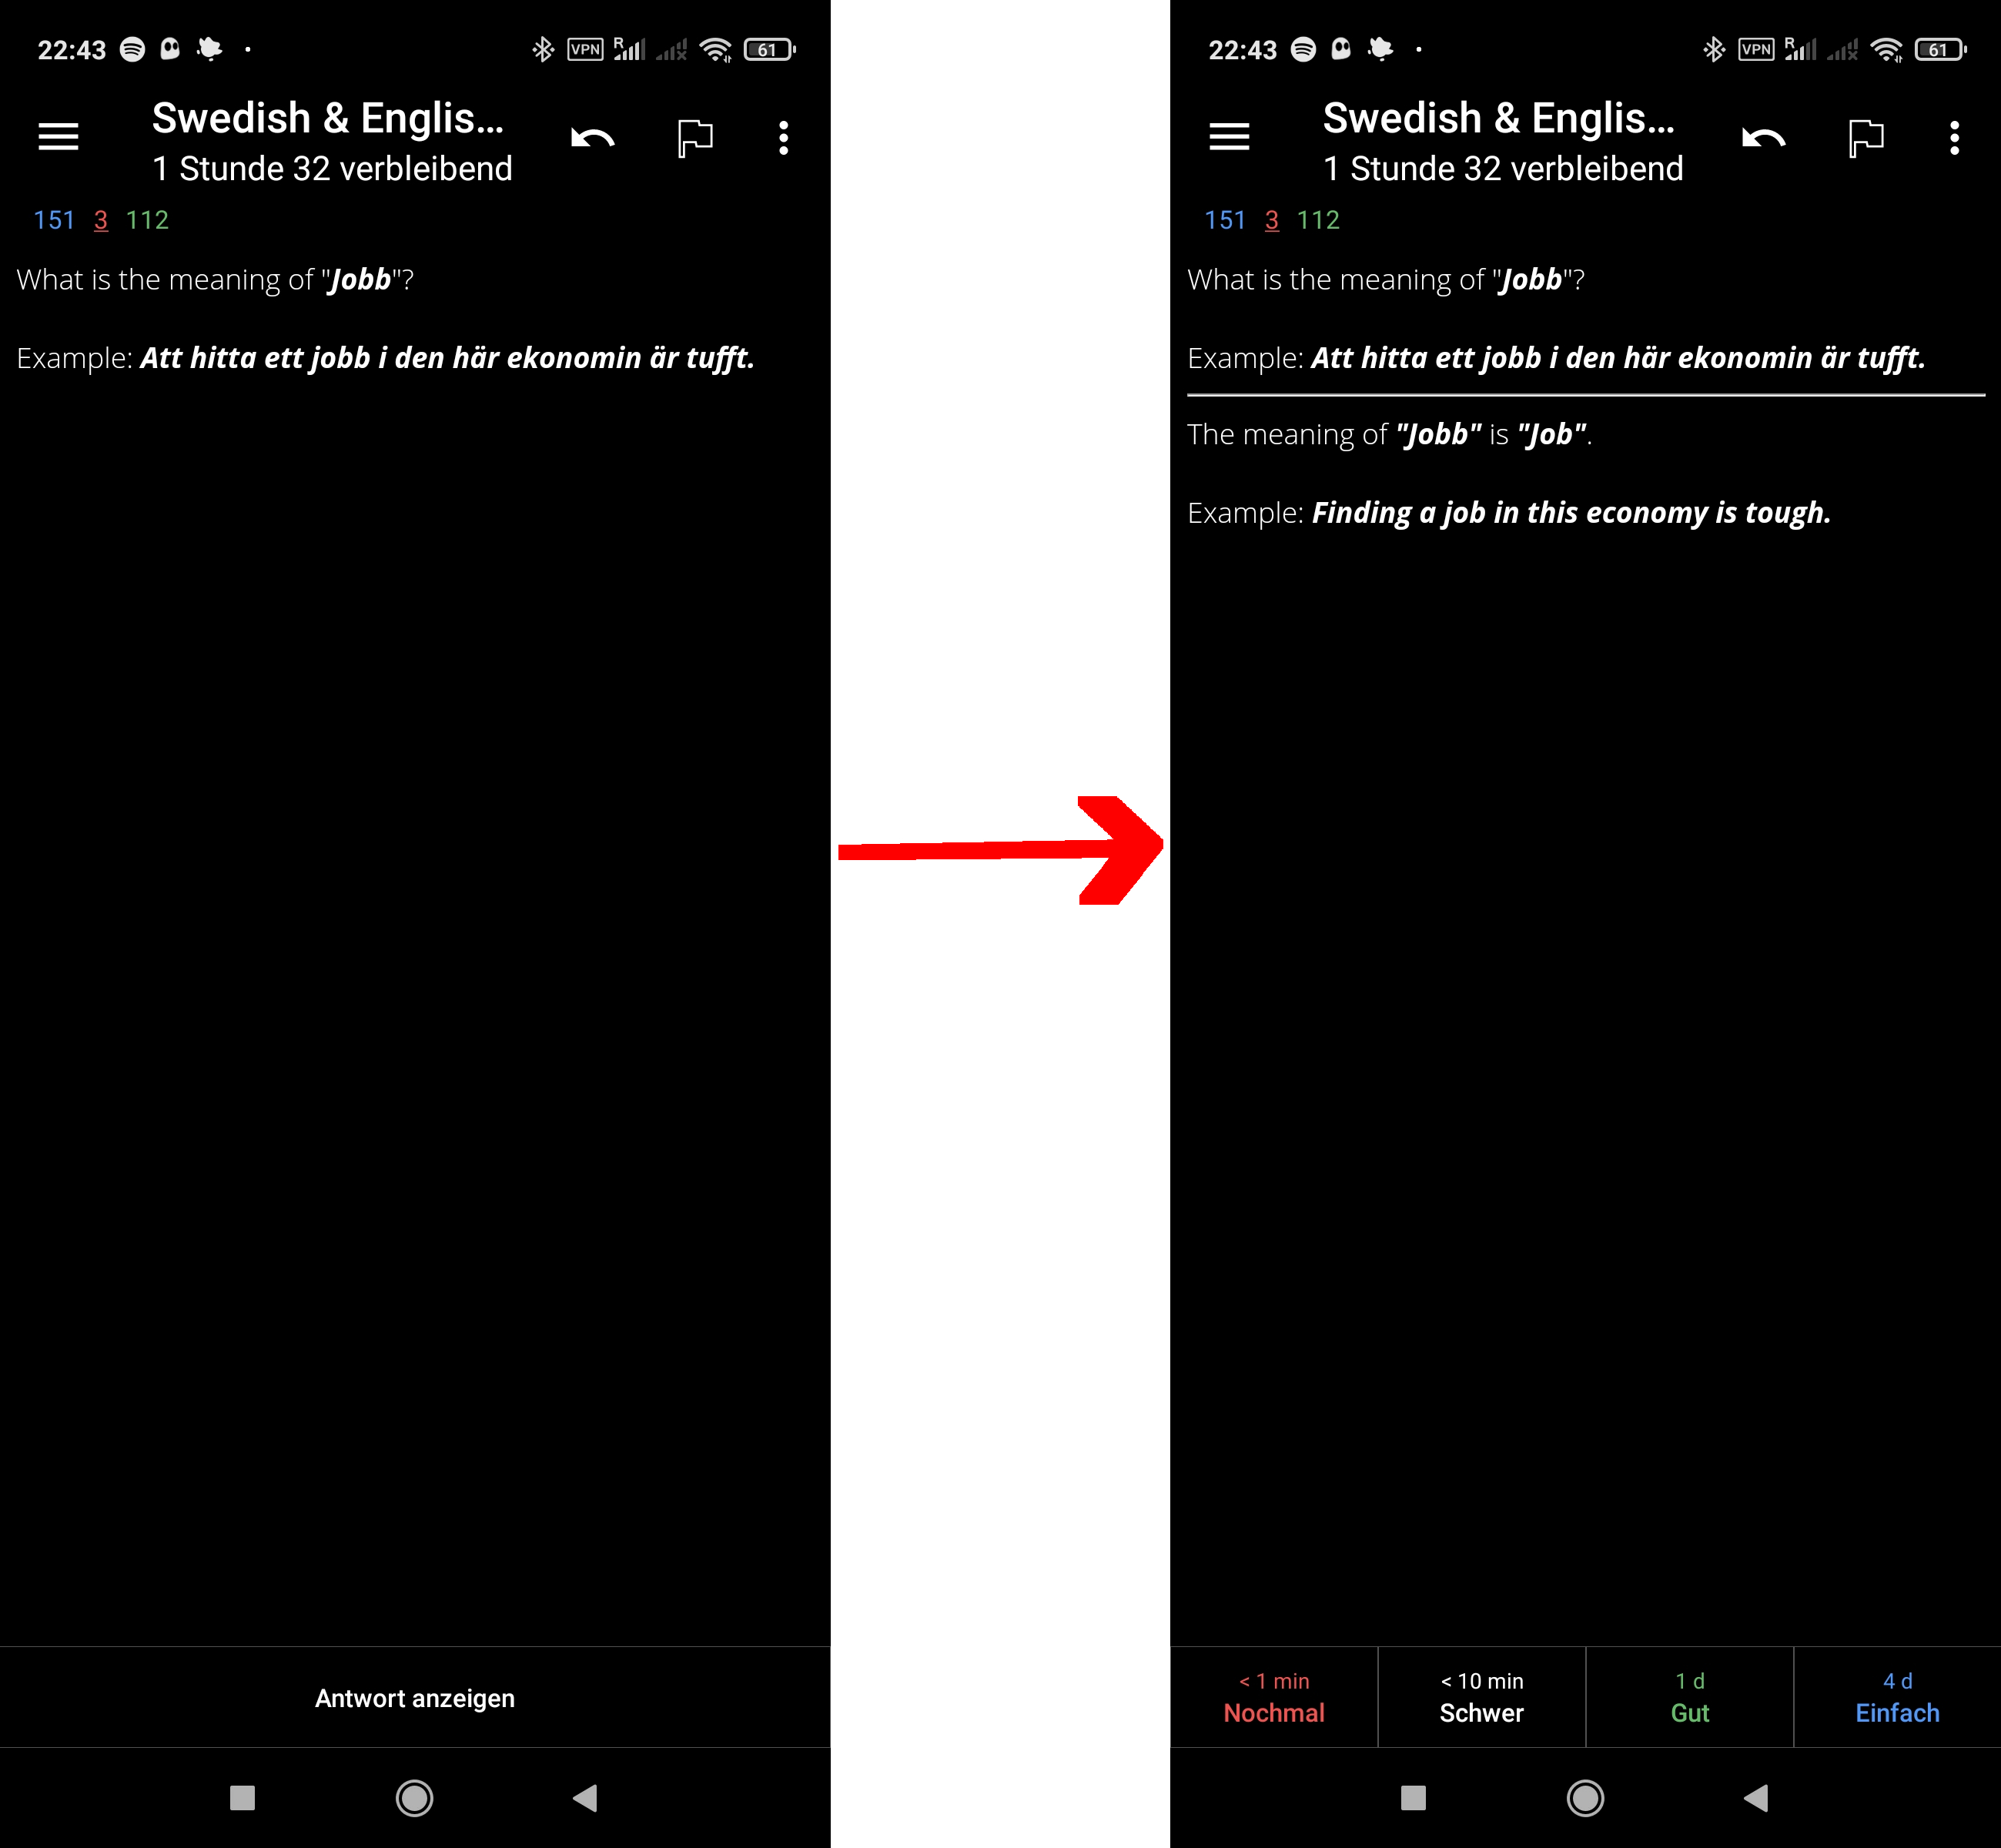 22:43
VPN R 61
Swedish & Englis...
1 Stunde 32 verbleibend
151 3 112
What is the meaning of "Jobb"?
Example: Att hitta ett jobb i den här ekonomin är tufft.
Antwort anzeigen
22:43
VPN R 61
Swedish & Englis...
1 Stunde 32 verbleibend
151 3 112
What is the meaning of "Jobb"?
Example: Att hitta ett jobb i den här ekonomin är tufft.
The meaning of "Jobb" is "Job".
Example: Finding a job in this economy is tough.
< 1 min
Nochmal
< 10 min
Schwer
1 d
Gut
4 d
Einfach